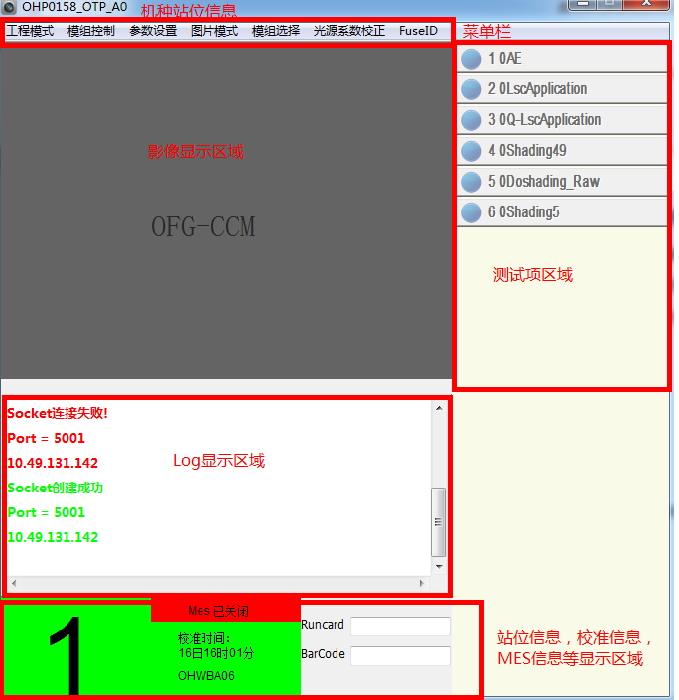 OHP0158_OTP_A0
机种站位信息
工程模式 模组控制 参数设置 图片模式 模组选择 光源系数校正 FuseID
菜单栏
1 0AE
2 0LscApplication
3 0Q-LscApplication
4 0Shading49
5 0Doshading_Raw
6 0Shading5
影像显示区域
OFG-CCM
测试项区域
Socket连接失败!
Port = 5001
10.49.131.142
Socket创建成功
Port = 5001
10.49.131.142
Log显示区域
1
Mes 已关闭
校准时间:
16日16时01分
OHWBA06
Runcard
BarCode
站位信息，校准信息，
MES信息等显示区域